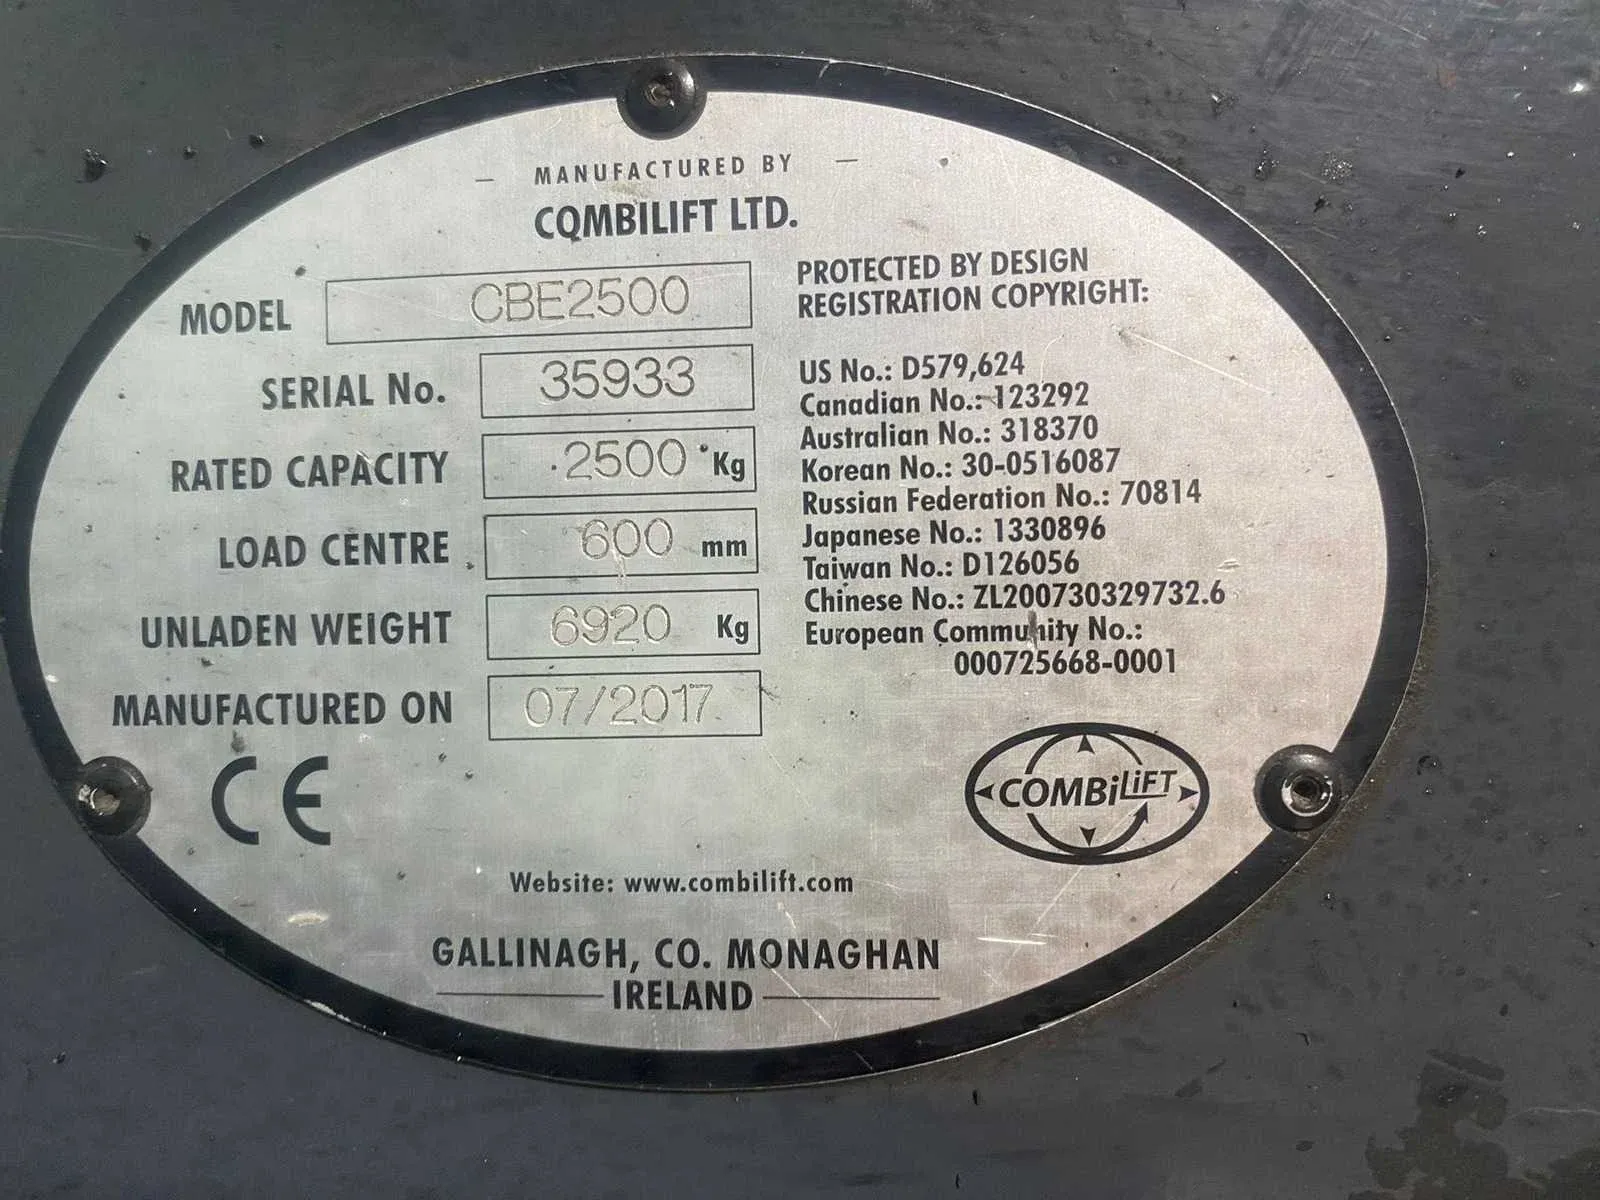 MANUFACTURED BY
COMBILIFT LTD.
MODEL CBE2500
SERIAL No. 35933
RATED CAPACITY 2500 Kg
LOAD CENTRE 600 mm
UNLADEN WEIGHT 6920 Kg
MANUFACTURED ON 07/2017
CE
PROTECTED BY DESIGN
REGISTRATION COPYRIGHT:
US No.: D579,624
Canadian No.: 123292
Australian No.: 318370
Korean No.: 30-0516087
Russian Federation No.: 70814
Japanese No.: 1330896
Taiwan No.: D126056
Chinese No.: ZL200730329732.6
European Community No.:
000725668-0001
COMBiLiFT
Website: www.combilift.com
GALLINAGH, CO. MONAGHAN
IRELAND